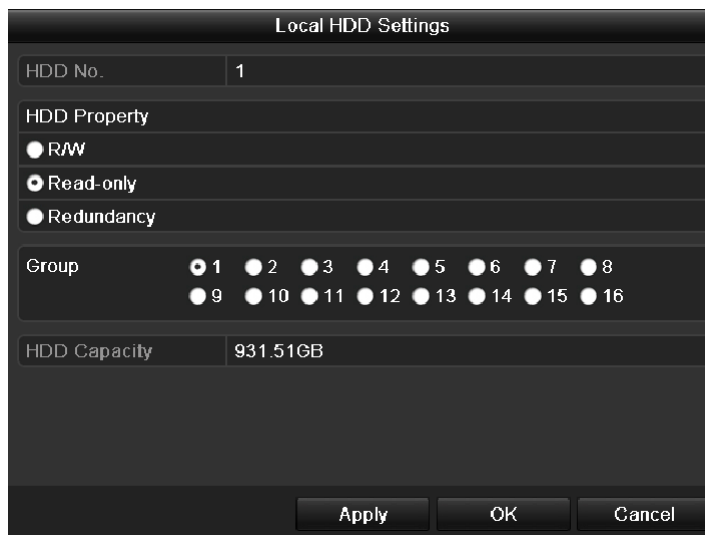 Local HDD Settings
HDD No. 1
HDD Property
R/W
Read-only
Redundancy
Group 1 2 3 4 5 6 7 8
9 10 11 12 13 14 15 16
HDD Capacity 931.51GB
Apply OK Cancel